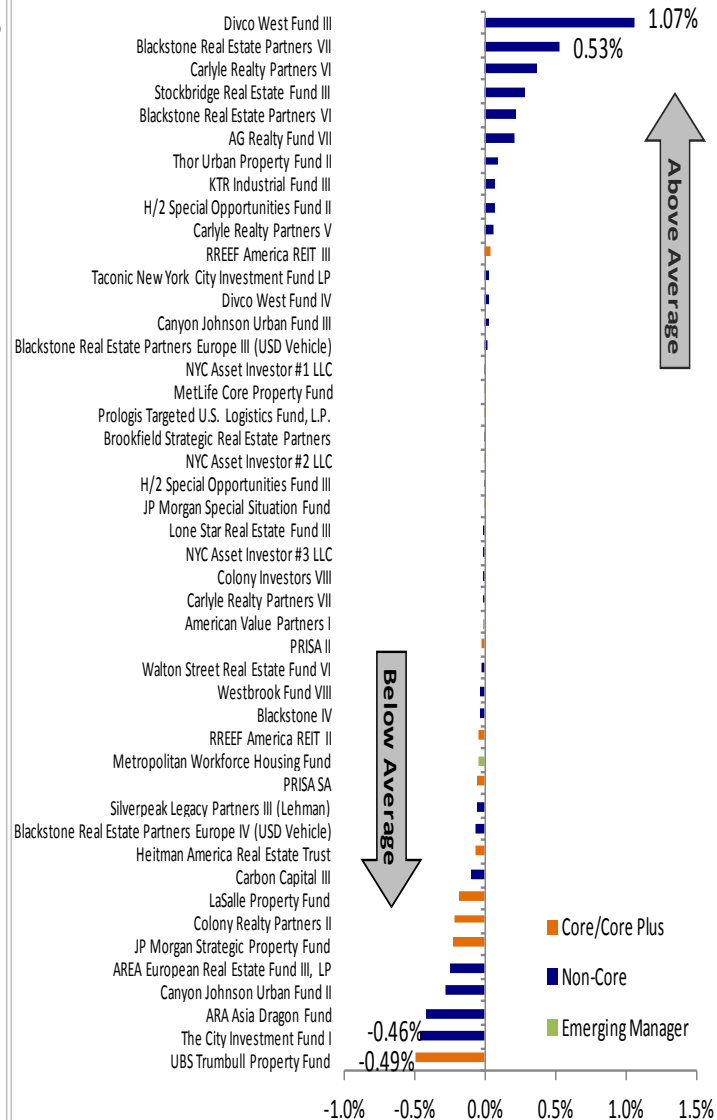 Divco West Fund III
1.07%
Blackstone Real Estate Partners VII
0.53%
Carlyle Realty Partners VI
Stockbridge Real Estate Fund III
Blackstone Real Estate Partners VI
AG Realty Fund VII
Thor Urban Property Fund II
KTR Industrial Fund III
H/2 Special Opportunities Fund II
Carlyle Realty Partners V
RREEF America REIT III
Taconic New York City Investment Fund LP
Divco West Fund IV
Canyon Johnson Urban Fund III
Blackstone Real Estate Partners Europe III (USD Vehicle)
NYC Asset Investor #1 LLC
MetLife Core Property Fund
Prologis Targeted U.S. Logistics Fund, L.P.
Brookfield Strategic Real Estate Partners
NYC Asset Investor #2 LLC
H/2 Special Opportunities Fund III
JP Morgan Special Situation Fund
Lone Star Real Estate Fund III
NYC Asset Investor #3 LLC
Colony Investors VIII
Carlyle Realty Partners VII
American Value Partners I
PRISA II
Walton Street Real Estate Fund VI
Westbrook Fund VIII
Blackstone IV
RREEF America REIT II
Metropolitan Workforce Housing Fund
PRISA SA
Silverpeak Legacy Partners III (Lehman)
Blackstone Real Estate Partners Europe IV (USD Vehicle)
Heitman America Real Estate Trust
Carbon Capital III
LaSalle Property Fund
Colony Realty Partners II
JP Morgan Strategic Property Fund
AREA European Real Estate Fund III, LP
Canyon Johnson Urban Fund II
ARA Asia Dragon Fund
The City Investment Fund I
-0.46%
UBS Trumbull Property Fund
-0.49%
Above Average
Below Average
Core/Core Plus
Non-Core
Emerging Manager
-1.0% -0.5% 0.0% 0.5% 1.0% 1.5%